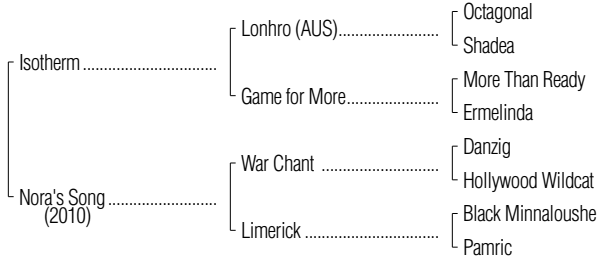 Octagonal
Lonhro (AUS)
Shadea
Isotherm
More Than Ready
Game for More
Ermelinda
Danzig
War Chant
Hollywood Wildcat
Nora's Song
(2010)
Black Minnaloushe
Limerick
Pamric